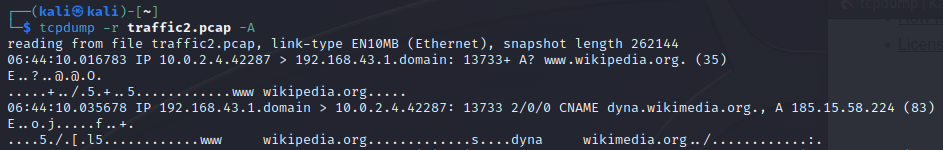 ┌──(kali㉿kali)-[~]
└─$ tcpdump -r traffic2.pcap -A
reading from file traffic2.pcap, link-type EN10MB (Ethernet), snapshot length 262144
06:44:10.016783 IP 10.0.2.4.42287 > 192.168.43.1.domain: 13733+ A? www.wikipedia.org. (35)
E..?..@.@.O.
.....+../.5.+..5............www wikipedia.org.....
06:44:10.035678 IP 192.168.43.1.domain > 10.0.2.4.42287: 13733 2/0/0 CNAME dyna.wikimedia.org., A 185.15.58.224 (83)
E..o.j.....f..+.
....5./.[.l5............www wikipedia.org.............s....dyna wikimedia.org../............:.